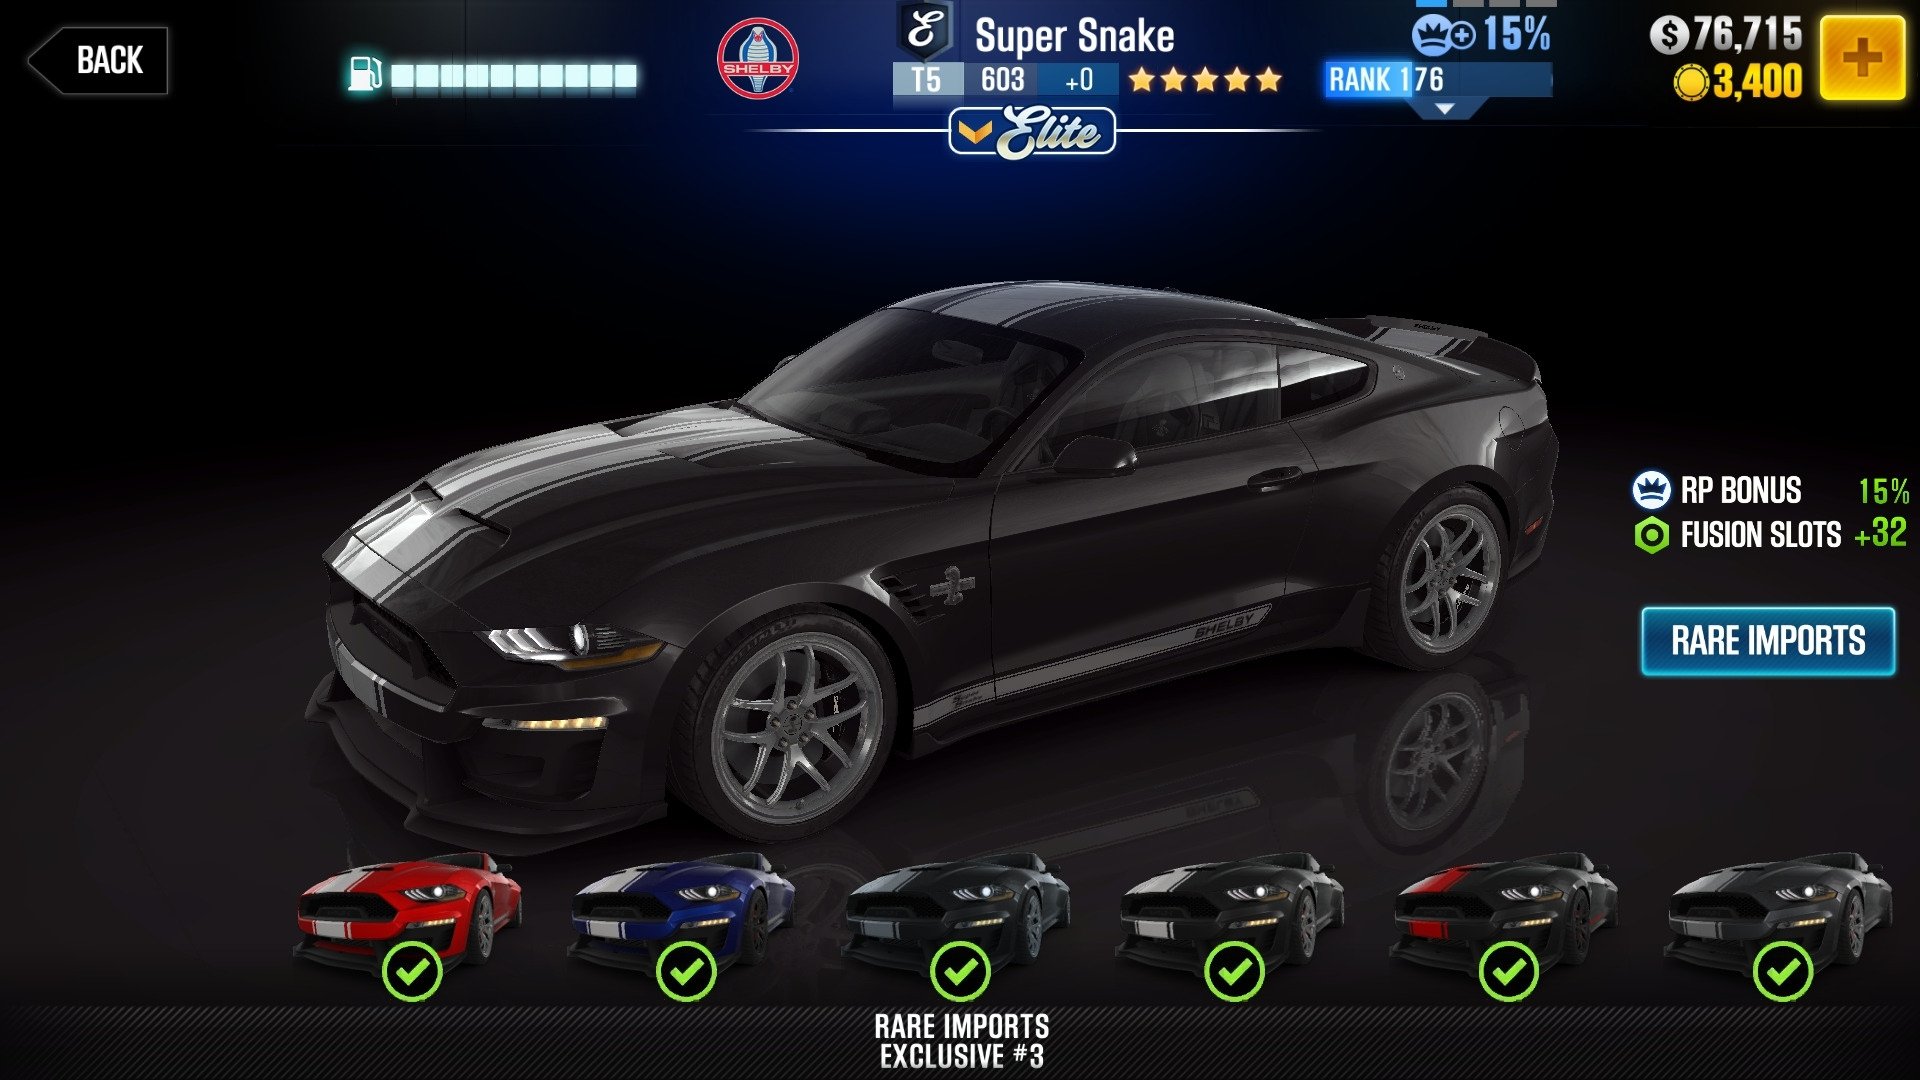 BACK
SHELBY
Super Snake
T5 603 +0
Elite
15%
RANK 176
$76,715
3,400
RP BONUS 15%
FUSION SLOTS +32
RARE IMPORTS
SHELBY
RARE IMPORTS
EXCLUSIVE #3